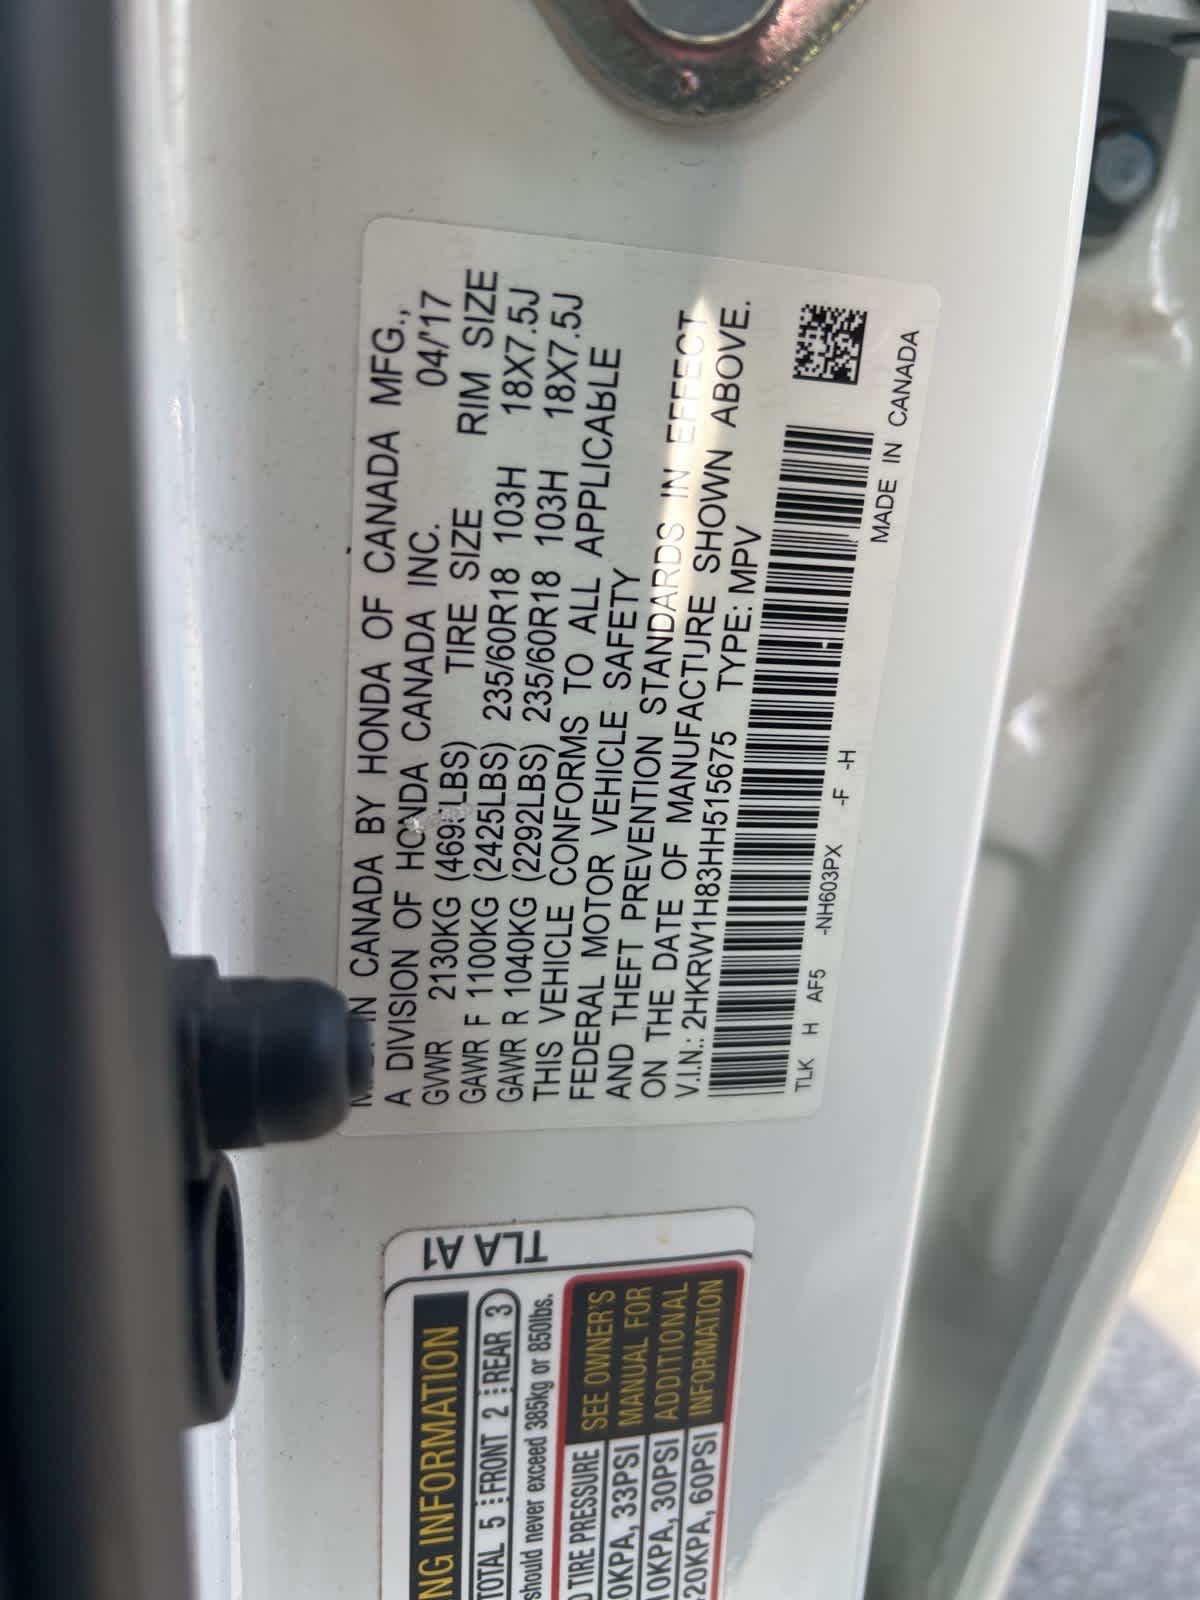 IN CANADA BY HONDA OF CANADA MFG.,
A DIVISION OF HONDA CANADA INC. 04/'17
GVWR 2130KG (4695LBS) TIRE SIZE RIM SIZE
GAWR F 1100KG (2425LBS) 235/60R18 103H 18X7.5J
GAWR R 1040KG (2292LBS) 235/60R18 103H 18X7.5J
THIS VEHICLE CONFORMS TO ALL APPLICABLE
FEDERAL MOTOR VEHICLE SAFETY
AND THEFT PREVENTION STANDARDS IN EFFECT
ON THE DATE OF MANUFACTURE SHOWN ABOVE.
V.I.N.: 2HKRW1H83HH515675 TYPE: MPV
TLK H AF5 -NH603PX -F -H
MADE IN CANADA
TLA A1
NG INFORMATION
TOTAL 5 FRONT 2 REAR 3
should never exceed 385kg or 850lbs.
TIRE PRESSURE
0KPA, 33PSI
10KPA, 30PSI
20KPA, 60PSI
SEE OWNER'S
MANUAL FOR
ADDITIONAL
INFORMATION